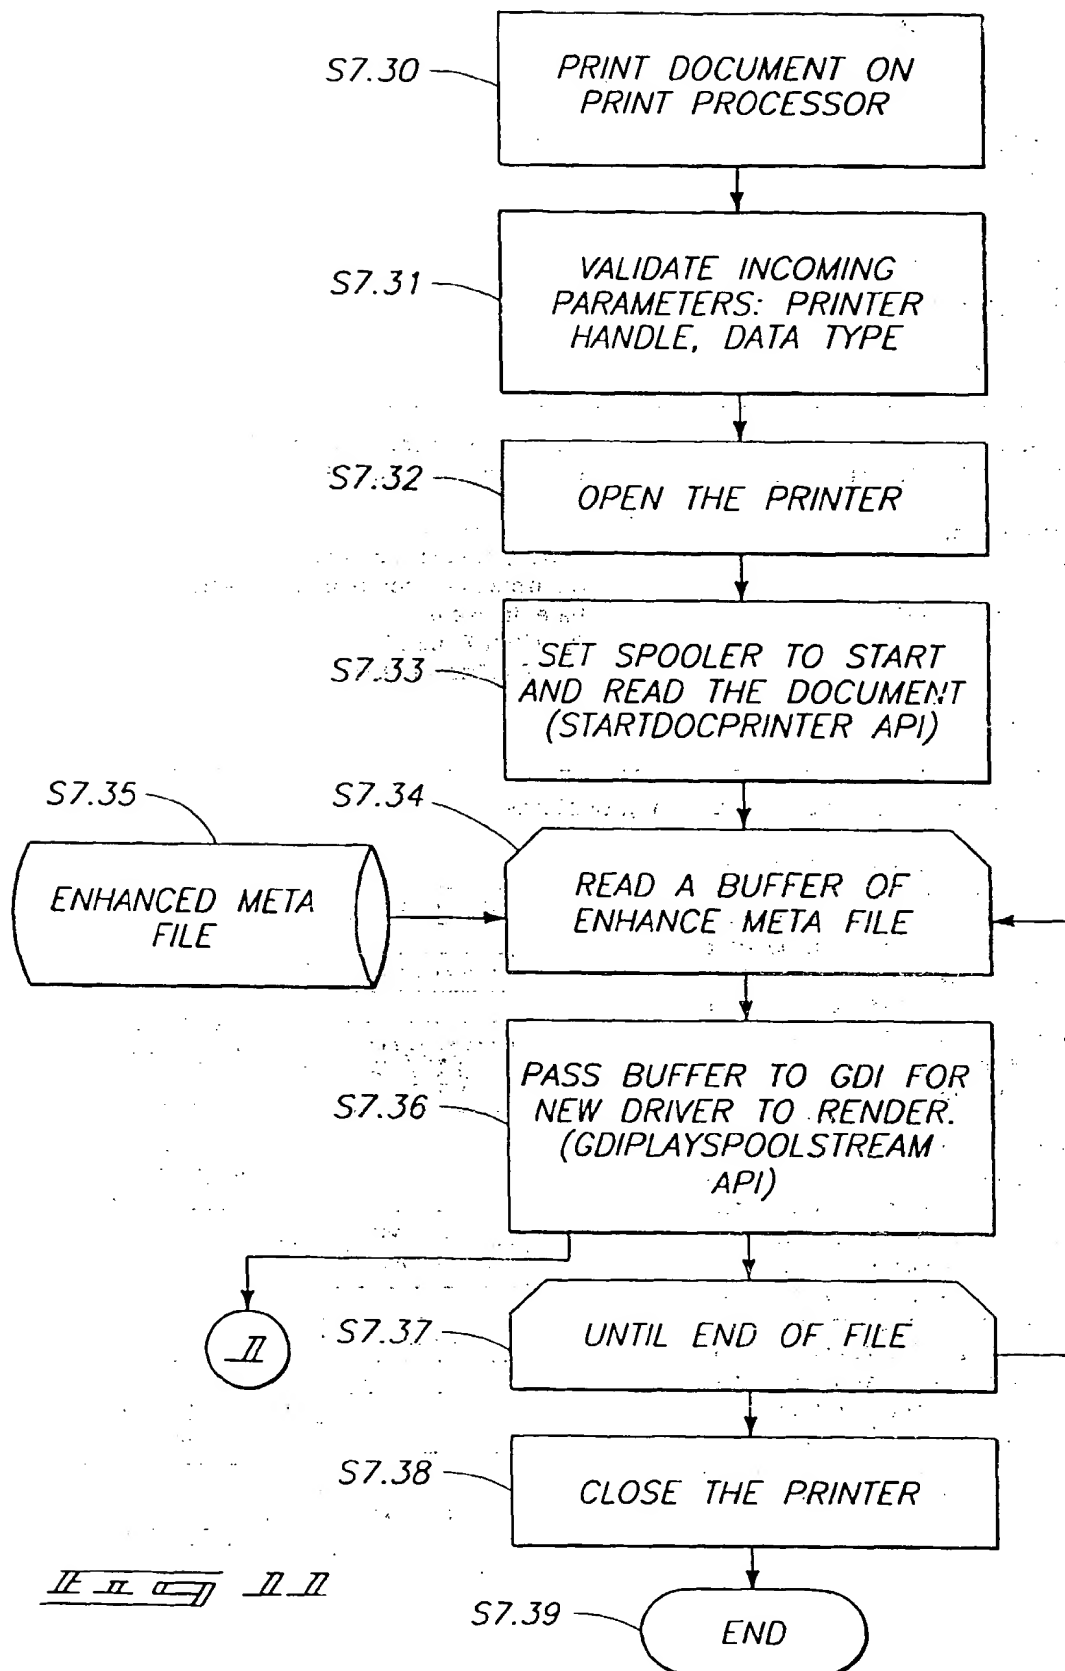 S7.30
PRINT DOCUMENT ON
PRINT PROCESSOR
S7.31
VALIDATE INCOMING
PARAMETERS: PRINTER
HANDLE, DATA TYPE
S7.32
OPEN THE PRINTER
S7.33
SET SPOOLER TO START
AND READ THE DOCUMENT
(STARTDOCPRINTER API)
S7.35
ENHANCED META
FILE
S7.34
READ A BUFFER OF
ENHANCE META FILE
S7.36
PASS BUFFER TO GDI FOR
NEW DRIVER TO RENDER.
(GDIPLAYSPOOLSTREAM
API)
I
S7.37
UNTIL END OF FILE
S7.38
CLOSE THE PRINTER
S7.39
END
Fig 11